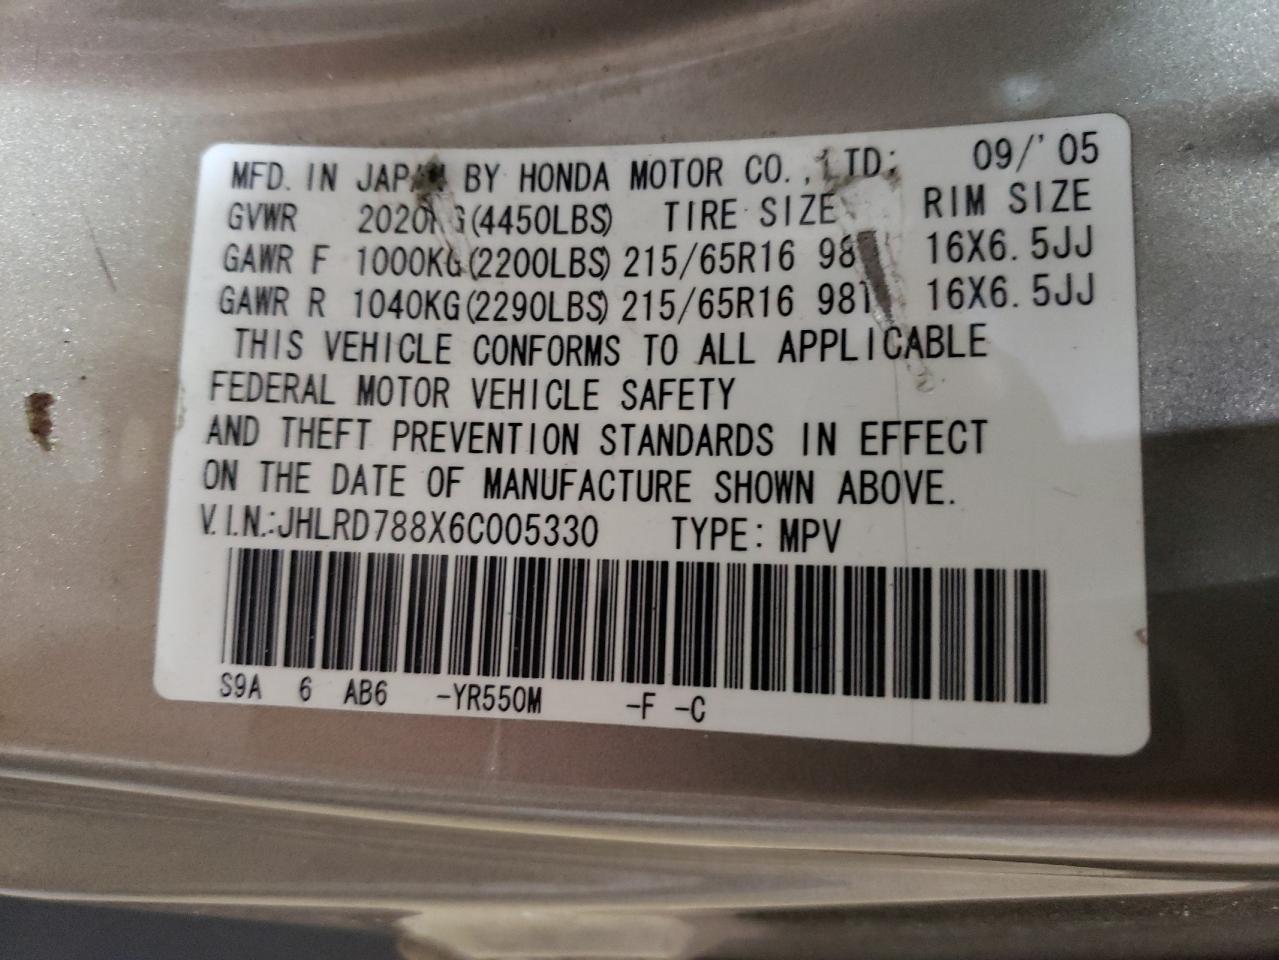 MFD. IN JAPAN BY HONDA MOTOR CO., LTD. 09/'05
GVWR 2020KG(4450LBS) TIRE SIZE RIM SIZE
GAWR F 1000KG(2200LBS) 215/65R16 98T 16X6.5JJ
GAWR R 1040KG(2290LBS) 215/65R16 98T 16X6.5JJ
THIS VEHICLE CONFORMS TO ALL APPLICABLE
FEDERAL MOTOR VEHICLE SAFETY
AND THEFT PREVENTION STANDARDS IN EFFECT
ON THE DATE OF MANUFACTURE SHOWN ABOVE.
V.I.N.:JHLRD788X6C005330 TYPE: MPV
S9A 6 AB6 -YR550M -F -C